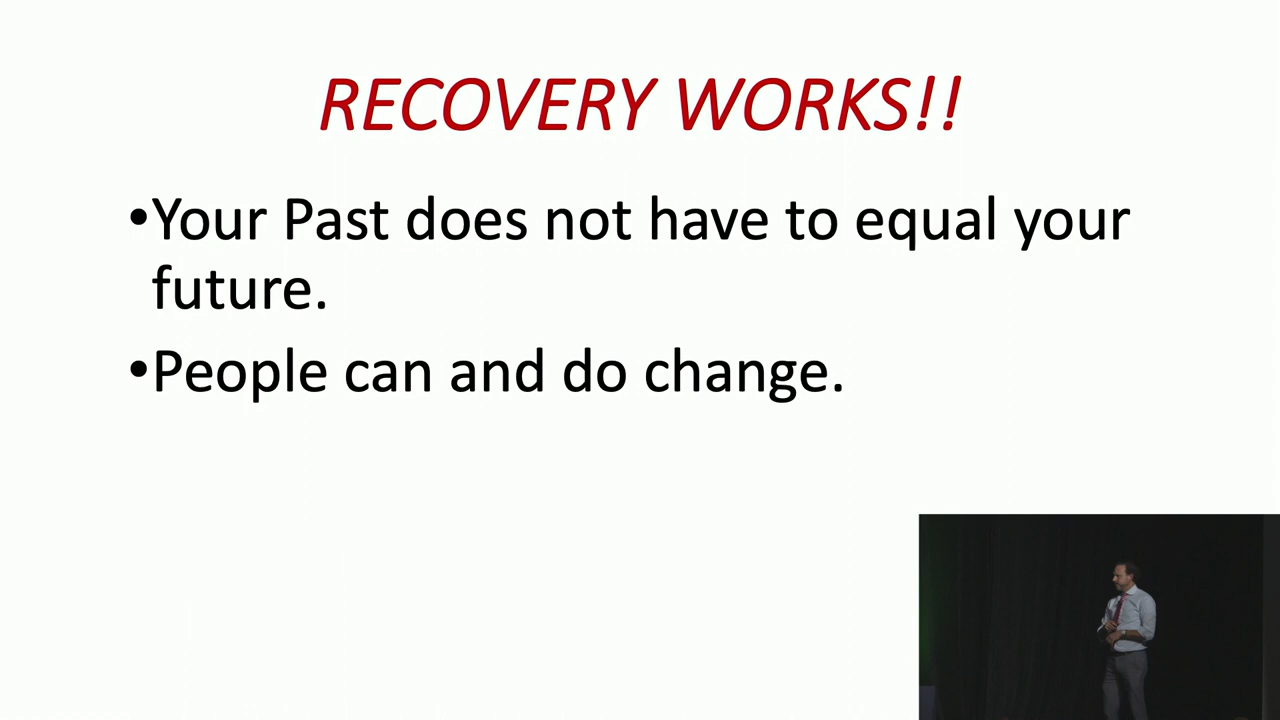 RECOVERY WORKS!!
•Your Past does not have to equal your
future.
•People can and do change.